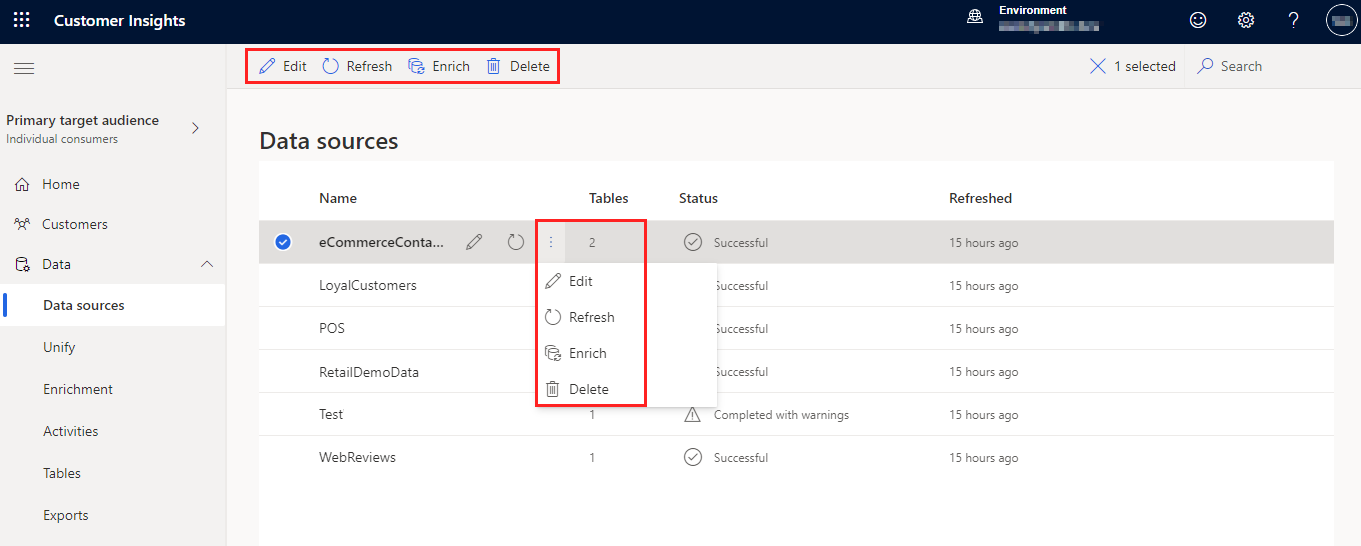 Customer Insights
Environment
Edit Refresh Enrich Delete
1 selected
Search
Primary target audience
Individual consumers
Home
Customers
Data
Data sources
Unify
Enrichment
Activities
Tables
Exports
Data sources
Name Tables Status Refreshed
eCommerceConta... 2 Successful 15 hours ago
LoyalCustomers Successful 15 hours ago
POS Successful 15 hours ago
RetailDemoData Successful 15 hours ago
Test 1 Completed with warnings 15 hours ago
WebReviews 1 Successful 15 hours ago
Edit
Refresh
Enrich
Delete